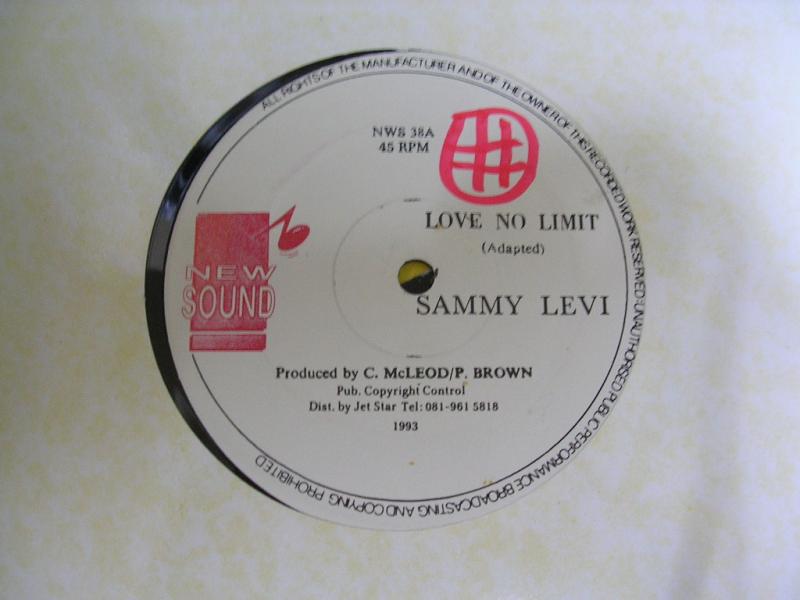 ALL RIGHTS OF THE MANUFACTURER AND OF THE OWNER OF THIS RECORDED WORK RESERVED-UNAUTHORISED PUBLIC PERFORMANCE BROADCASTING AND COPYING PROHIBITED
NWS 38A
45 RPM
LOVE NO LIMIT
(Adapted)
NEW
SOUND
SAMMY LEVI
Produced by C. McLEOD/P. BROWN
Pub. Copyright Control
Dist. by Jet Star Tel: 081-961 5818
1993